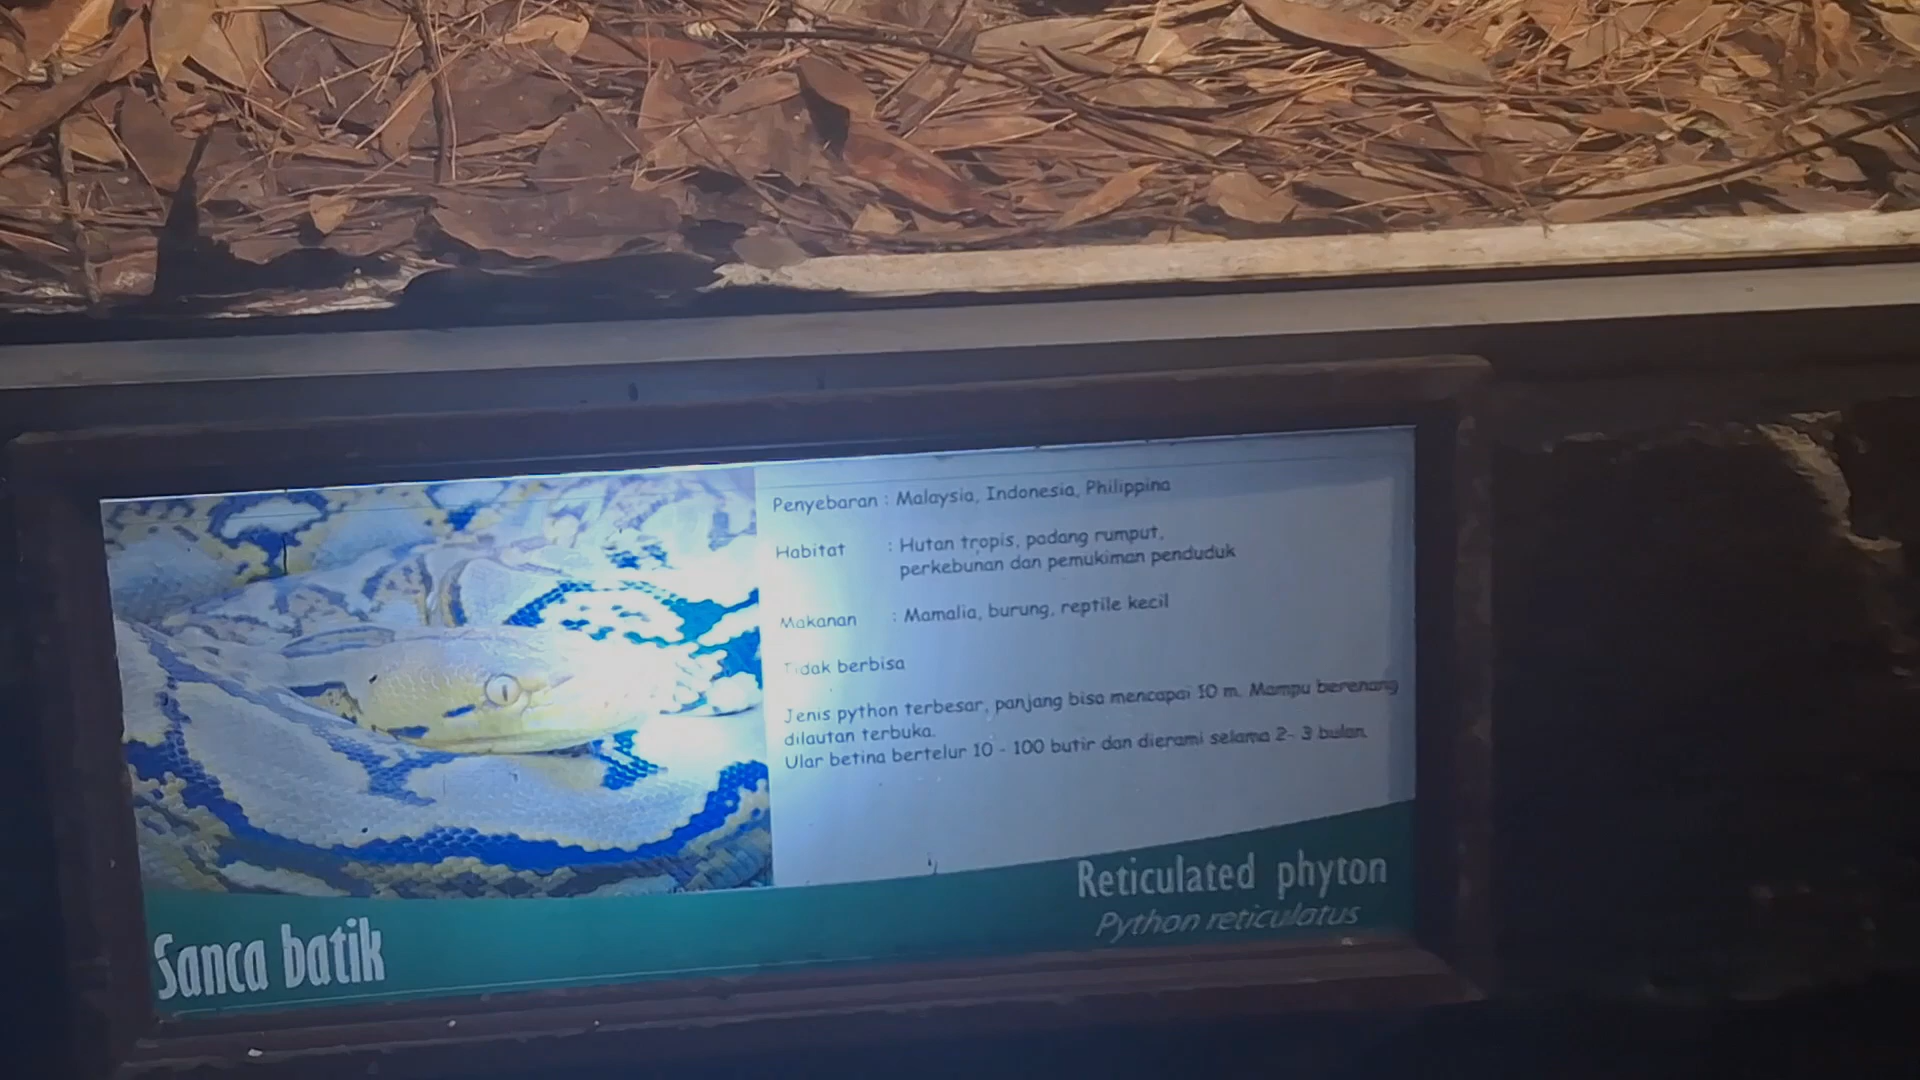 Penyebaran : Malaysia, Indonesia, Philippina
Habitat : Hutan tropis, padang rumput,
perkebunan dan pemukiman penduduk
Makanan : Mamalia, burung, reptile kecil
Tidak berbisa
Jenis python terbesar, panjang bisa mencapai 10 m. Mampu berenang
dilautan terbuka.
Ular betina bertelur 10 - 100 butir dan dierami selama 2- 3 bulan.
Reticulated phyton
Python reticulatus
Sanca batik